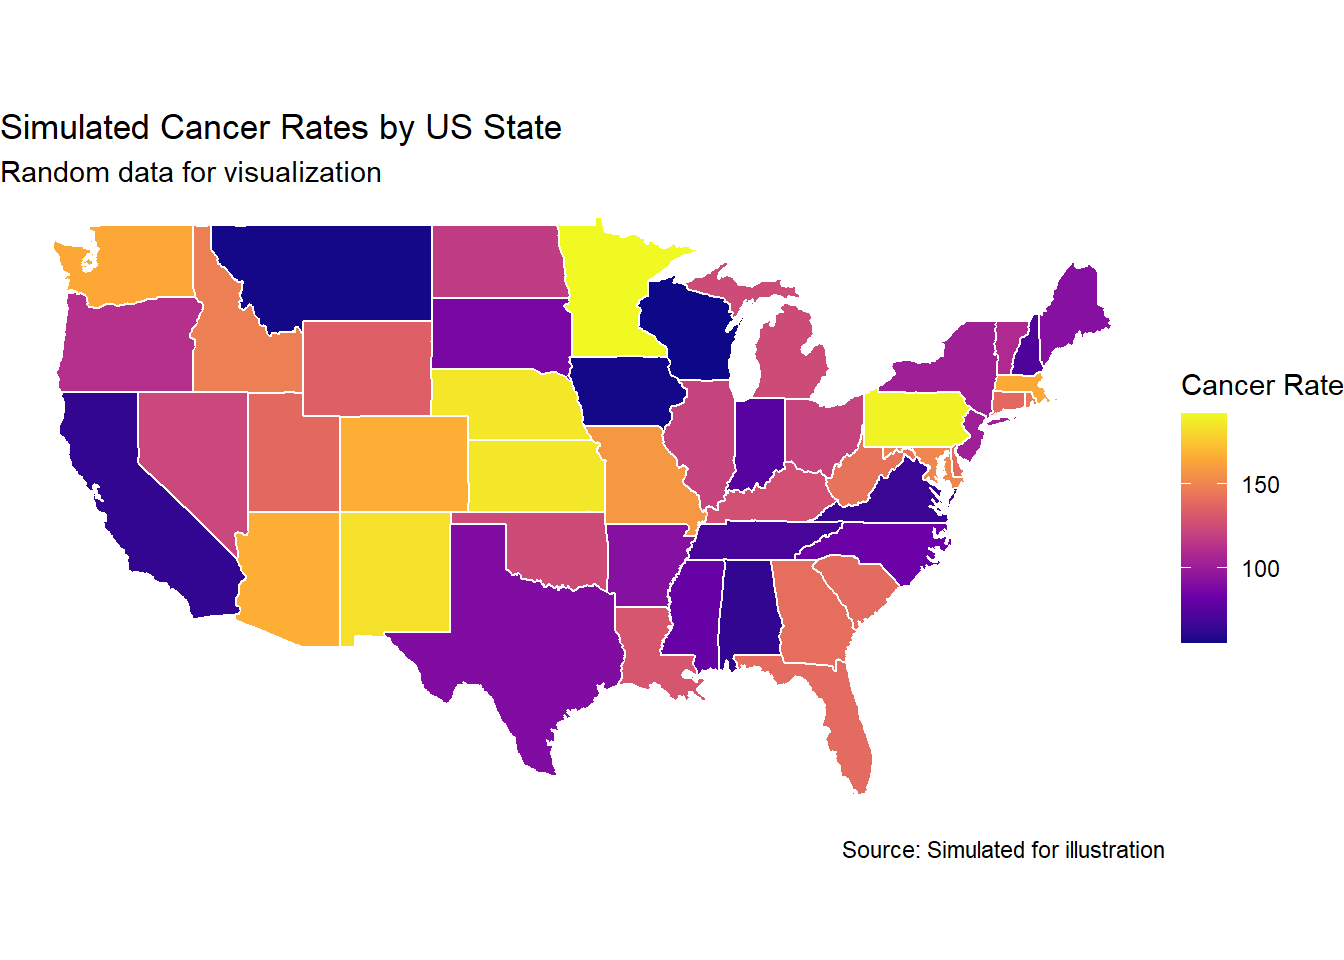 Simulated Cancer Rates by US State
Random data for visualization
Cancer Rate
150
100
Source: Simulated for illustration